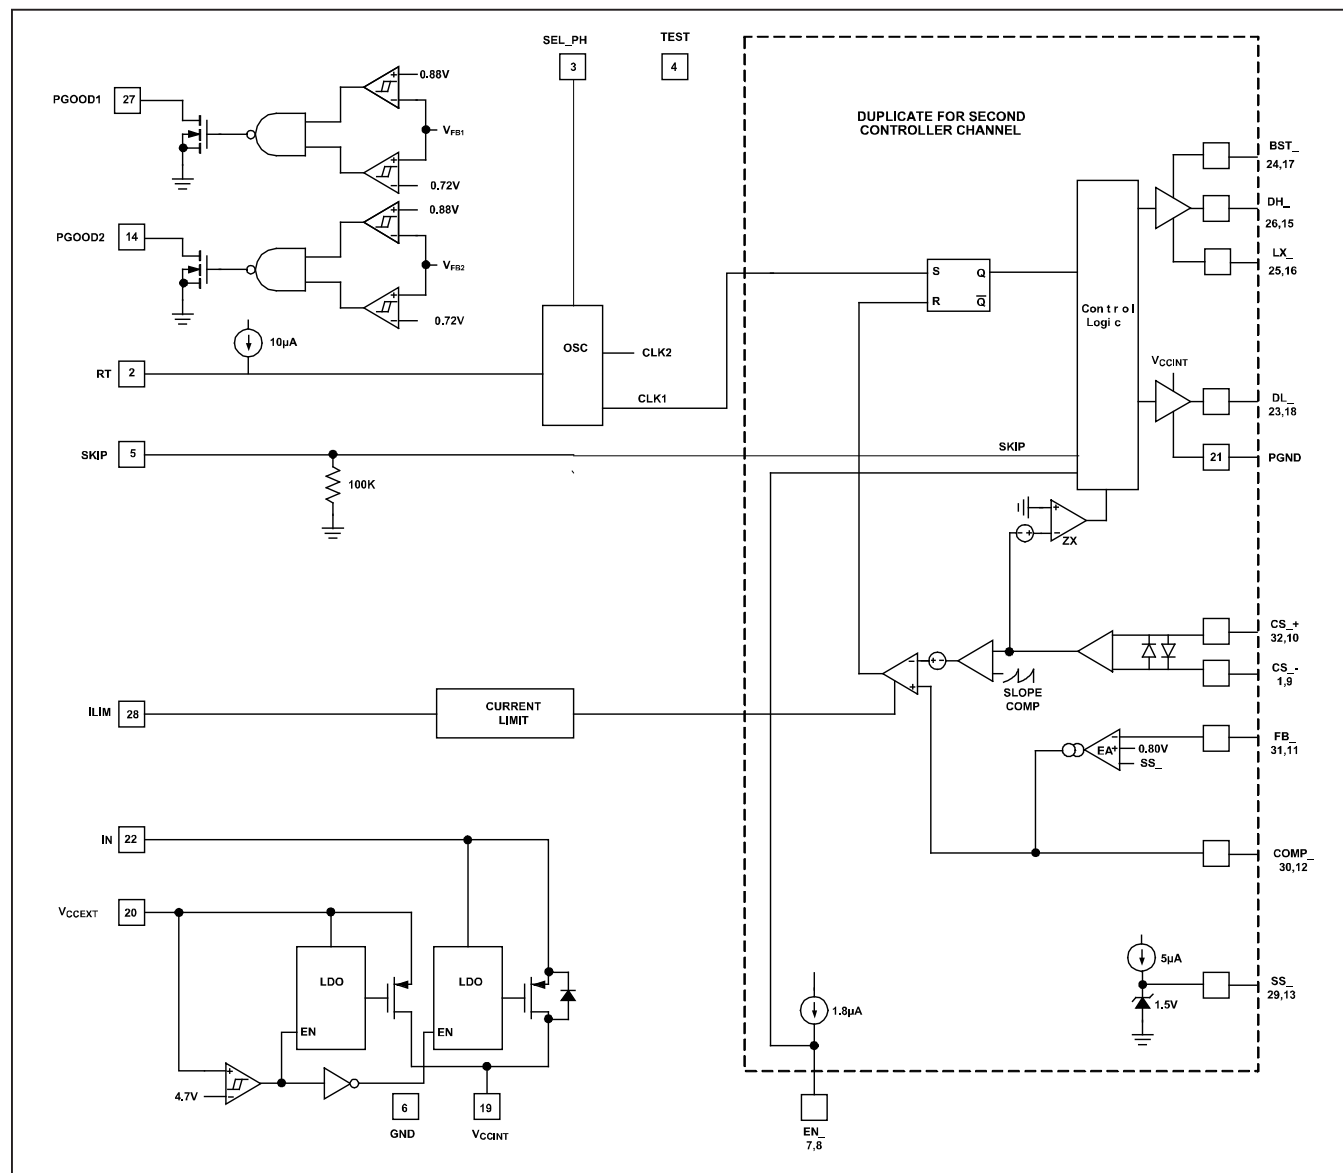 SEL_PH
3
TEST
4
DUPLICATE FOR SECOND
CONTROLLER CHANNEL
PGOOD1
27
+
-
0.88V
VFB1
+
-
0.72V
PGOOD2
14
+
-
0.88V
VFB2
+
-
0.72V
10µA
RT
2
OSC
CLK2
CLK1
SKIP
5
100K
SKIP
S
Q
R
Q̅
Control
Logic
BST_
24,17
DH_
26,15
LX_
25,16
VCCINT
DL_
23,18
21
PGND
+
-
- +
ZX
CS_+
32,10
CS_-
1,9
-
+
+ -
SLOPE
COMP
ILIM
28
CURRENT
LIMIT
FB_
31,11
-
EA+
0.80V
SS_
COMP_
30,12
IN
22
VCCEXT
20
LDO
EN
LDO
EN
+
-
4.7V
6
GND
19
VCCINT
1.8µA
EN_
7,8
5µA
1.5V
SS_
29,13